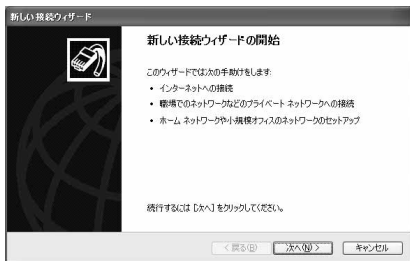 新しい接続ウィザード
新しい接続ウィザードの開始
このウィザードでは次の手助けをします:
• インターネットへの接続
• 職場でのネットワークなどのプライベート ネットワークへの接続
• ホーム ネットワークや小規模オフィスのネットワークのセットアップ
続行するには [次へ] をクリックしてください。
< 戻る(B)
次へ(N) >
キャンセル